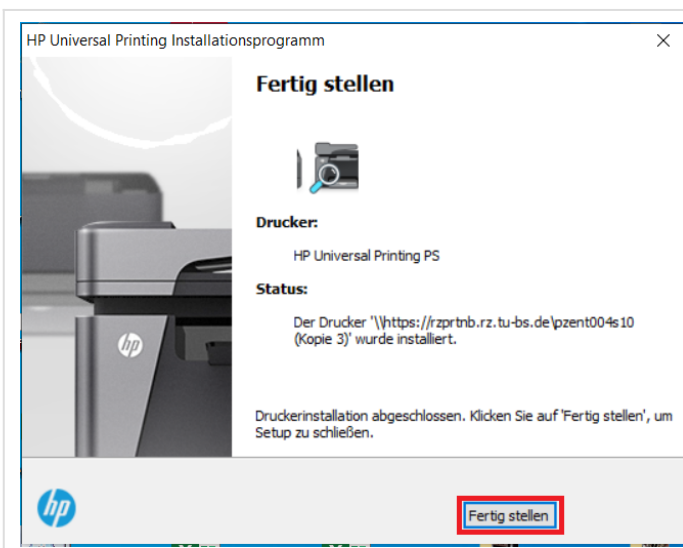 HP Universal Printing Installationsprogramm
Fertig stellen
Drucker:
HP Universal Printing PS
Status:
Der Drucker '\\https://rzprtnb.rz.tu-bs.de\pzent004s10
(Kopie 3)' wurde installiert.
hp
Druckerinstallation abgeschlossen. Klicken Sie auf 'Fertig stellen', um
Setup zu schließen.
hp
Fertig stellen